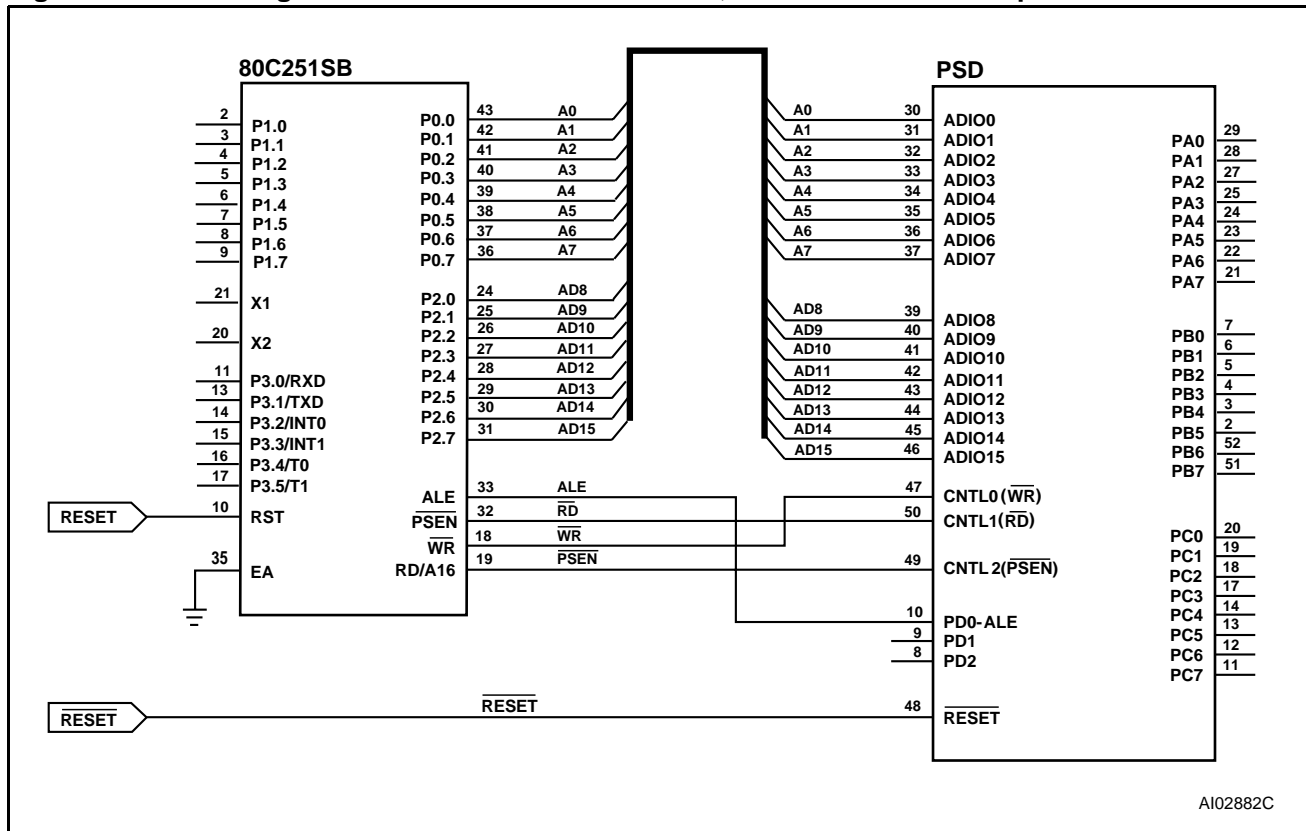 80C251SB
2 P1.0
3 P1.1
4 P1.2
5 P1.3
6 P1.4
7 P1.5
8 P1.6
9 P1.7
21 X1
20 X2
11 P3.0/RXD
13 P3.1/TXD
14 P3.2/INT0
15 P3.3/INT1
16 P3.4/T0
17 P3.5/T1
RESET 10 RST
35 EA
P0.0 43 A0
P0.1 42 A1
P0.2 41 A2
P0.3 40 A3
P0.4 39 A4
P0.5 38 A5
P0.6 37 A6
P0.7 36 A7
P2.0 24 AD8
P2.1 25 AD9
P2.2 26 AD10
P2.3 27 AD11
P2.4 28 AD12
P2.5 29 AD13
P2.6 30 AD14
P2.7 31 AD15
ALE 33 ALE
PSEN 32 RD
WR 18 WR
RD/A16 19 PSEN
PSD
A0 30 ADIO0
A1 31 ADIO1
A2 32 ADIO2
A3 33 ADIO3
A4 34 ADIO4
A5 35 ADIO5
A6 36 ADIO6
A7 37 ADIO7
AD8 39 ADIO8
AD9 40 ADIO9
AD10 41 ADIO10
AD11 42 ADIO11
AD12 43 ADIO12
AD13 44 ADIO13
AD14 45 ADIO14
AD15 46 ADIO15
47 CNTL0(WR)
50 CNTL1(RD)
49 CNTL 2(PSEN)
10 PD0-ALE
9 PD1
8 PD2
RESET RESET 48 RESET
PA0 29
PA1 28
PA2 27
PA3 25
PA4 24
PA5 23
PA6 22
PA7 21
PB0 7
PB1 6
PB2 5
PB3 4
PB4 3
PB5 2
PB6 52
PB7 51
PC0 20
PC1 19
PC2 18
PC3 17
PC4 14
PC5 13
PC6 12
PC7 11
AI02882C